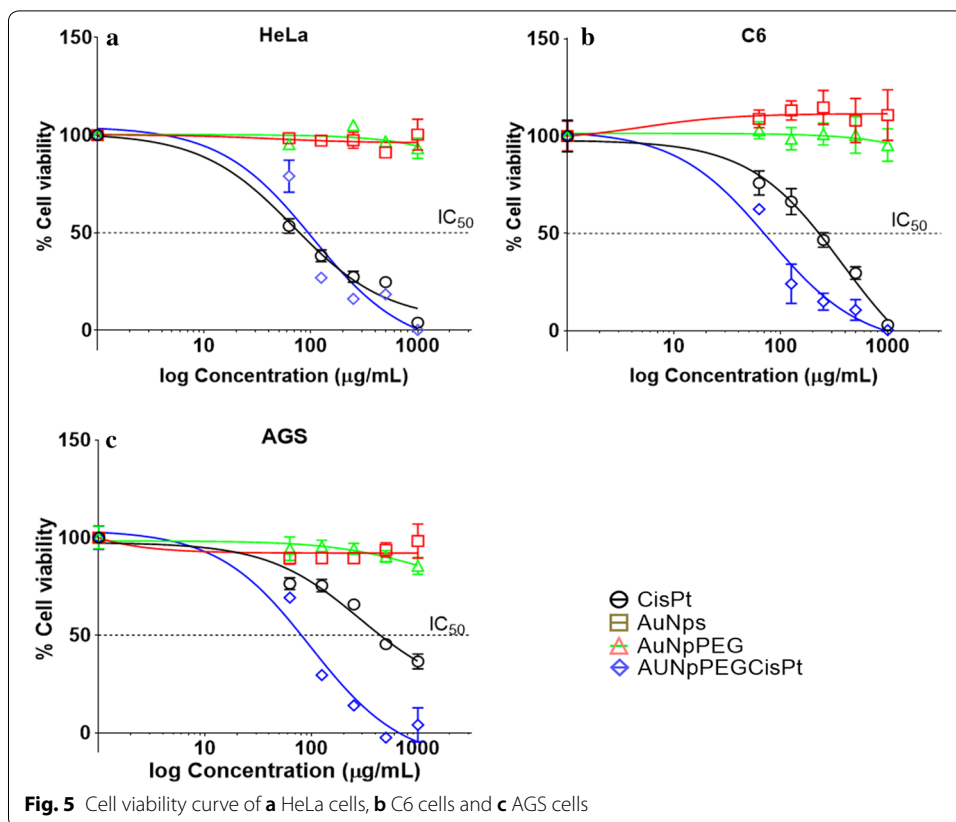 a HeLa
150
100
50
0
% Cell viability
IC50
10 100 1000
log Concentration (µg/mL)
b C6
150
100
50
0
% Cell viability
IC50
10 100 1000
log Concentration (µg/mL)
c AGS
150
100
50
0
% Cell viability
IC50
10 100 1000
log Concentration (µg/mL)
CisPt
AuNps
AuNpPEG
AUNpPEGCisPt
Fig. 5 Cell viability curve of a HeLa cells, b C6 cells and c AGS cells